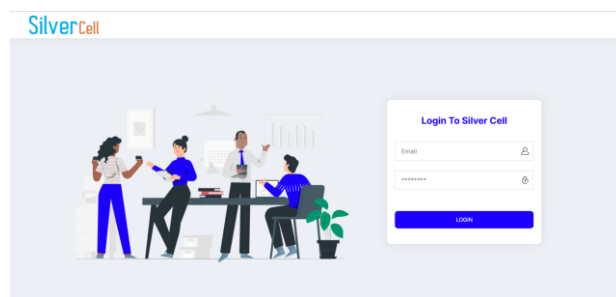 SilverCell
Login To Silver Cell
Email
********
LOGIN